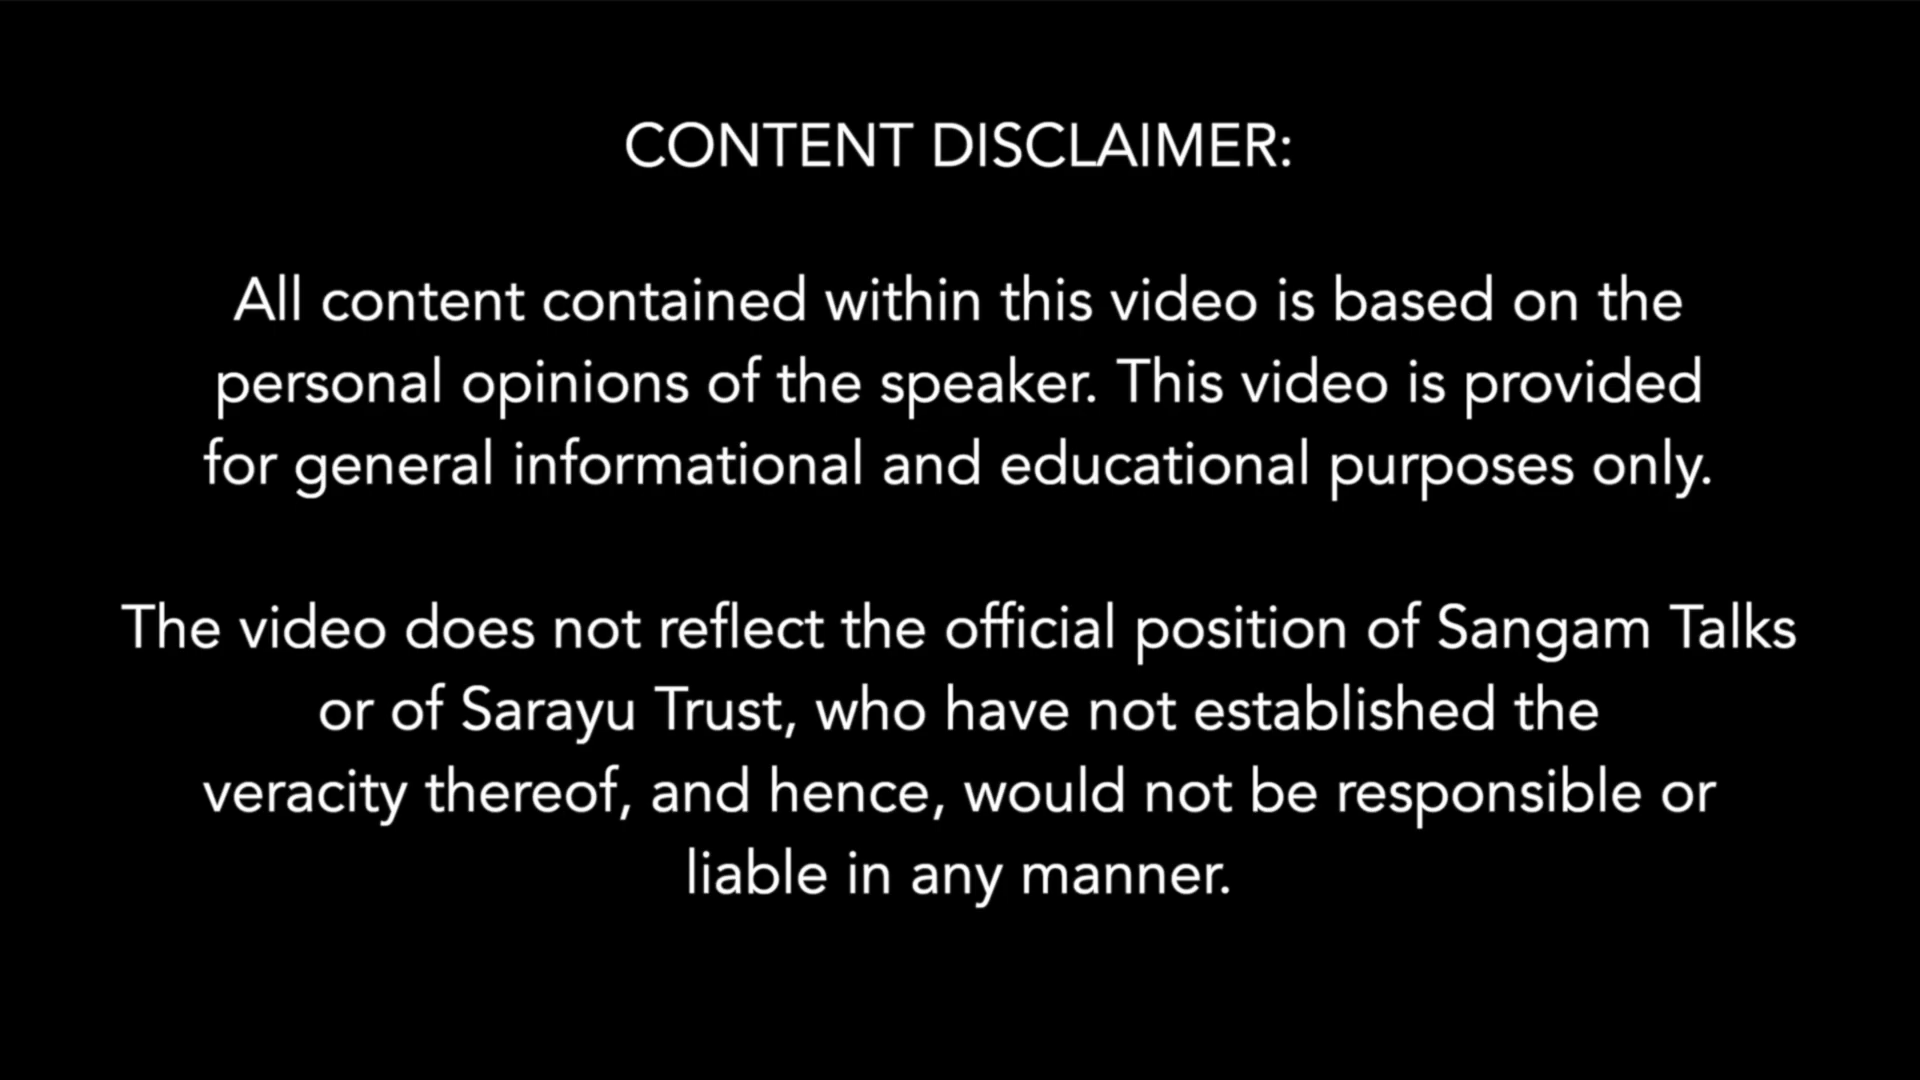 CONTENT DISCLAIMER:
All content contained within this video is based on the
personal opinions of the speaker. This video is provided
for general informational and educational purposes only.
The video does not reflect the official position of Sangam Talks
or of Sarayu Trust, who have not established the
veracity thereof, and hence, would not be responsible or
liable in any manner.